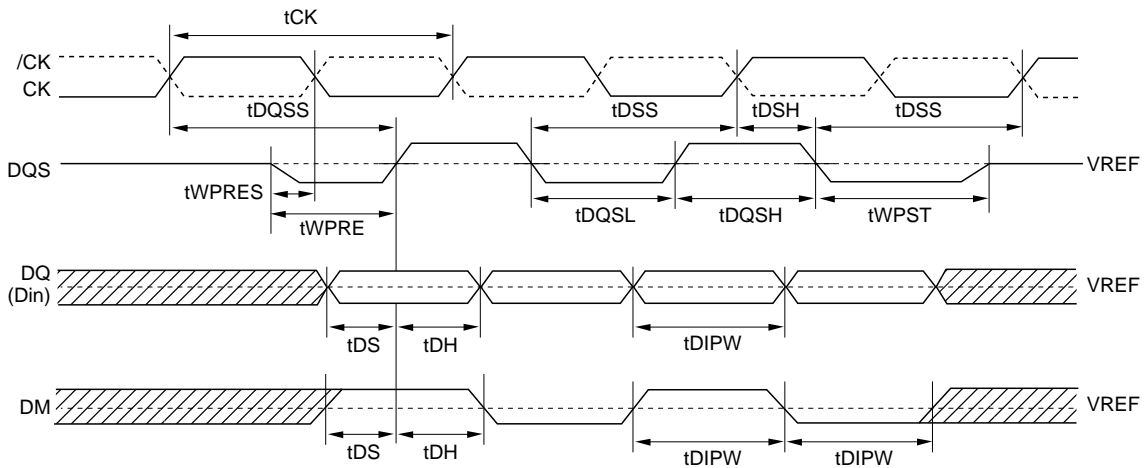 tCK
/CK
CK
tDQSS
tDSS
tDSH
tDSS
DQS
VREF
tWPRES
tDQSL
tDQSH
tWPST
tWPRE
DQ
(Din)
VREF
tDS
tDH
tDIPW
DM
VREF
tDS
tDH
tDIPW
tDIPW